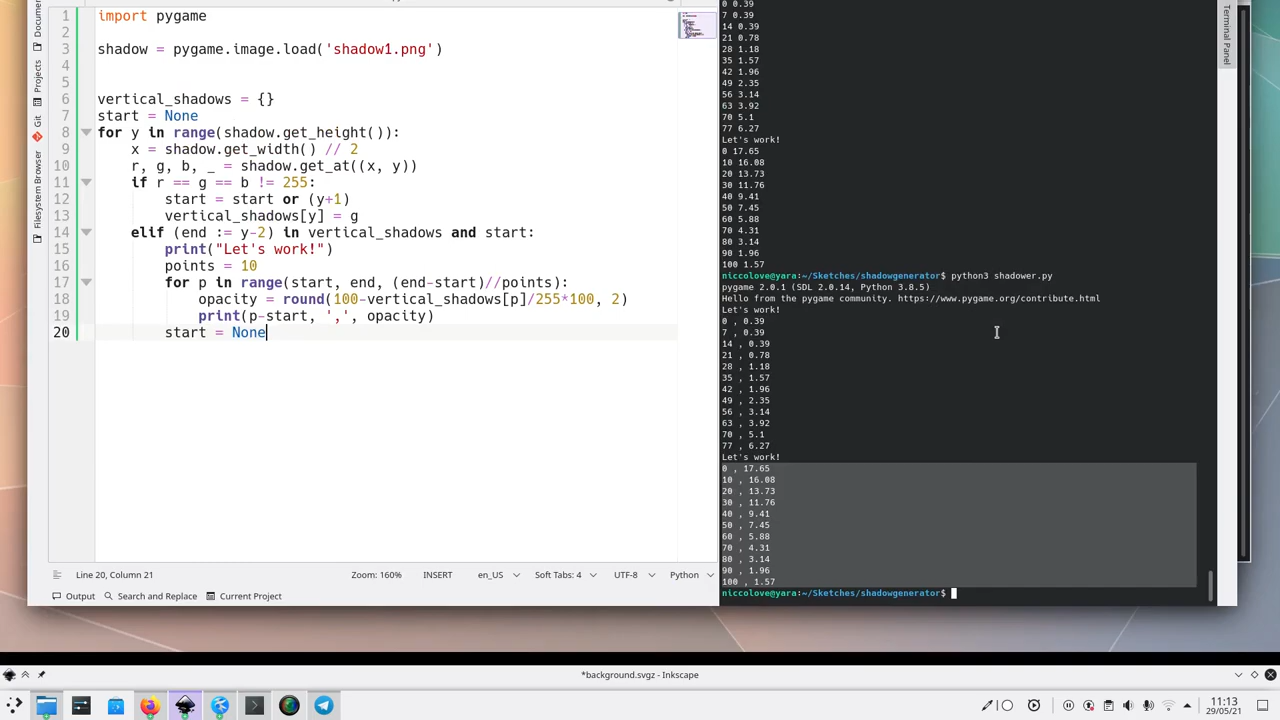 1 import pygame
2
3 shadow = pygame.image.load('shadow1.png')
4
5
6 vertical_shadows = {}
7 start = None
8 for y in range(shadow.get_height()):
9 x = shadow.get_width() // 2
10 r, g, b, _ = shadow.get_at((x, y))
11 if r == g == b != 255:
12 start = start or (y+1)
13 vertical_shadows[y] = g
14 elif (end := y-2) in vertical_shadows and start:
15 print("Let's work!")
16 points = 10
17 for p in range(start, end, (end-start)//points):
18 opacity = round(100-vertical_shadows[p]/255*100, 2)
19 print(p-start, ',', opacity)
20 start = None
Line 20, Column 21
Zoom: 160%
INSERT
en_US
Soft Tabs: 4
UTF-8
Python
Output
Search and Replace
Current Project
Projects
Git
Filesystem Browser
0 0.39
7 0.39
14 0.39
21 0.78
28 1.18
35 1.57
42 1.96
49 2.35
56 3.14
63 3.92
70 5.1
77 6.27
Let's work!
0 17.65
10 16.08
20 13.73
30 11.76
40 9.41
50 7.45
60 5.88
70 4.31
80 3.14
90 1.96
100 1.57
niccolove@yara:~/Sketches/shadowgenerator$ python3 shadower.py
pygame 2.0.1 (SDL 2.0.14, Python 3.8.5)
Hello from the pygame community. https://www.pygame.org/contribute.html
Let's work!
0 , 0.39
7 , 0.39
14 , 0.39
21 , 0.78
28 , 1.18
35 , 1.57
42 , 1.96
49 , 2.35
56 , 3.14
63 , 3.92
70 , 5.1
77 , 6.27
Let's work!
0 , 17.65
10 , 16.08
20 , 13.73
30 , 11.76
40 , 9.41
50 , 7.45
60 , 5.88
70 , 4.31
80 , 3.14
90 , 1.96
100 , 1.57
niccolove@yara:~/Sketches/shadowgenerator$
Terminal Panel
*background.svgz - Inkscape
11:13
29/05/21